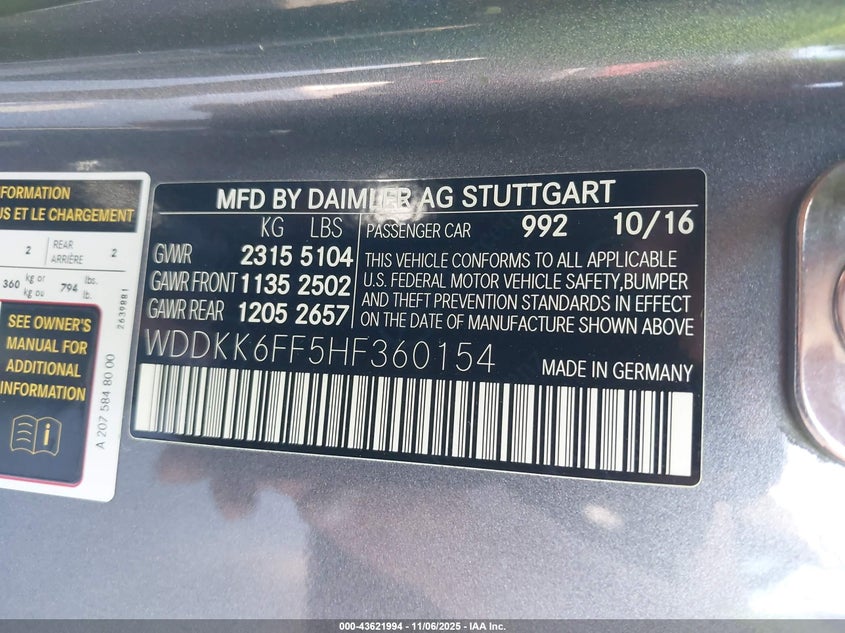 MFD BY DAIMLER AG STUTTGART
KG LBS
GVWR 2315 5104
GAWR FRONT 1135 2502
GAWR REAR 1205 2657
PASSENGER CAR 992 10/16
THIS VEHICLE CONFORMS TO ALL APPLICABLE
U.S. FEDERAL MOTOR VEHICLE SAFETY, BUMPER
AND THEFT PREVENTION STANDARDS IN EFFECT
ON THE DATE OF MANUFACTURE SHOWN ABOVE
WDDKK6FF5HF360154
MADE IN GERMANY
US ET LE CHARGEMENT
2 REAR 2
ARRIÈRE
360 kg or 794 lbs.
kg ou lb.
SEE OWNER'S
MANUAL FOR
ADDITIONAL
INFORMATION
2639881
A 207 584 80 00
000-43621994 | 11/06/2025 | IAA Inc.